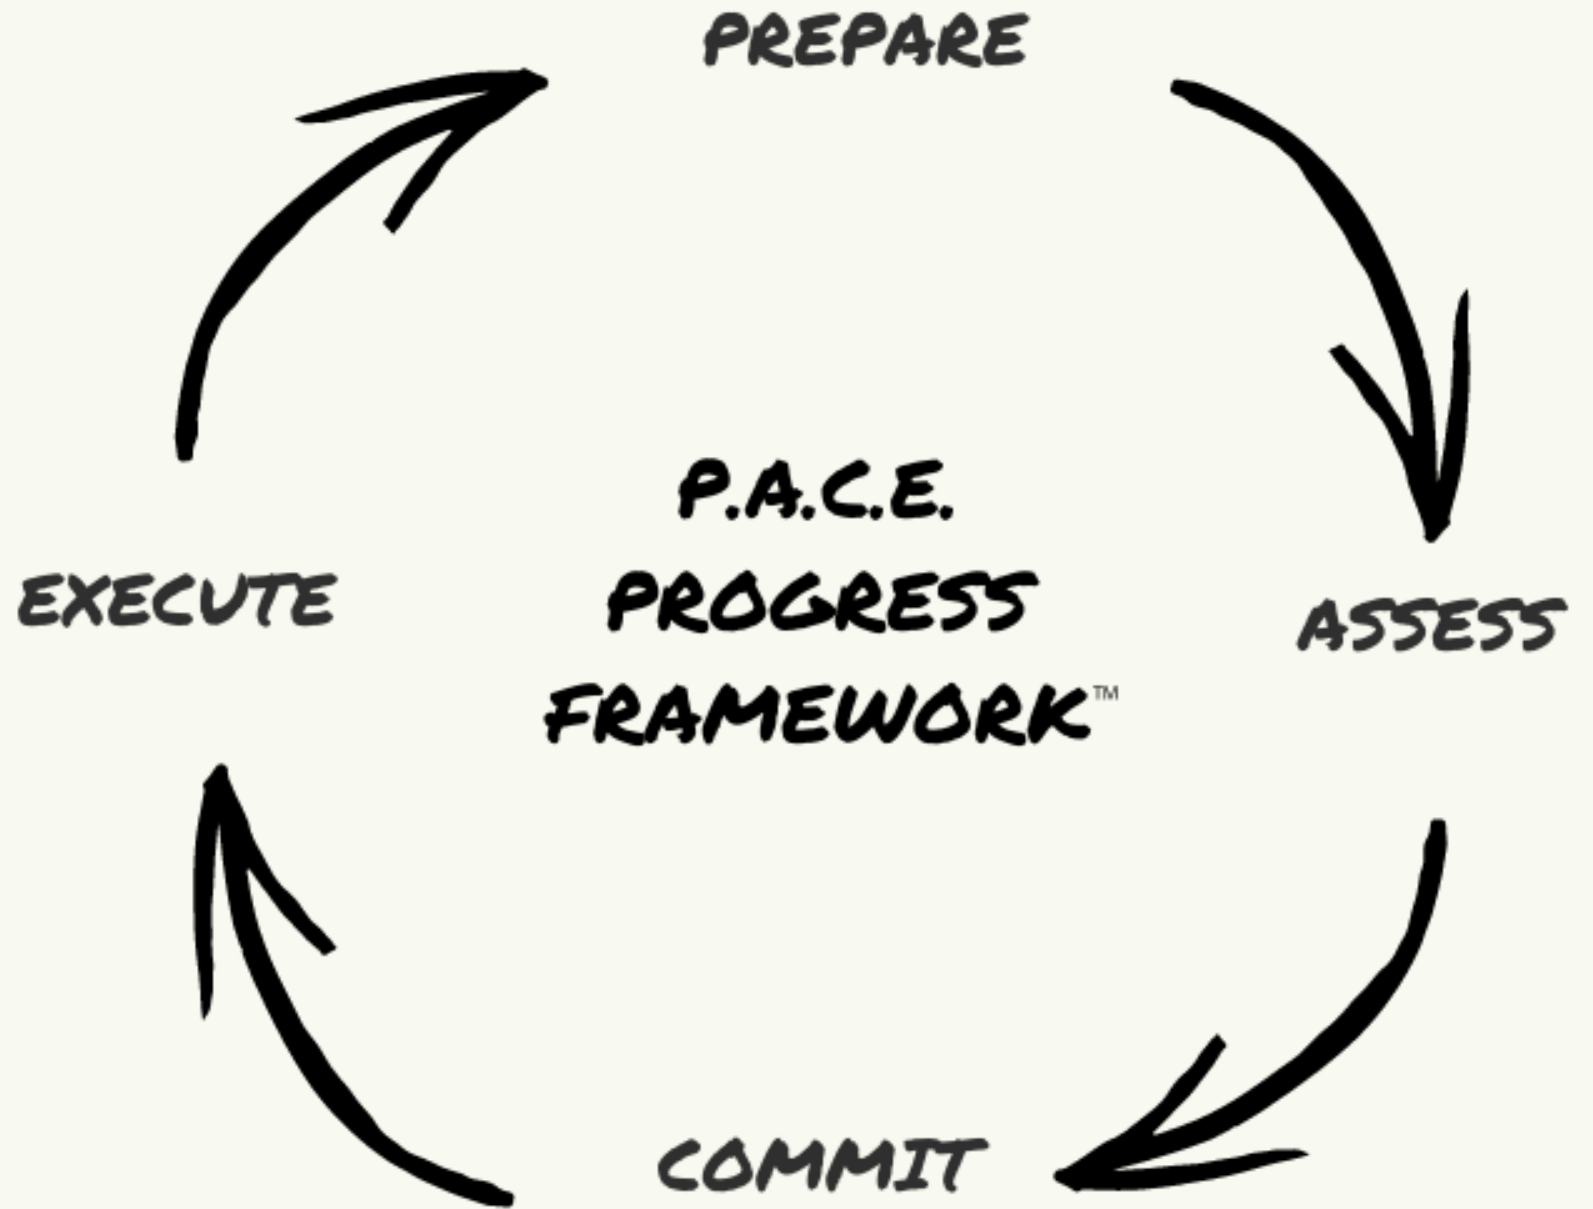 PREPARE
P.A.C.E.
PROGRESS
FRAMEWORK™
EXECUTE
ASSESS
COMMIT